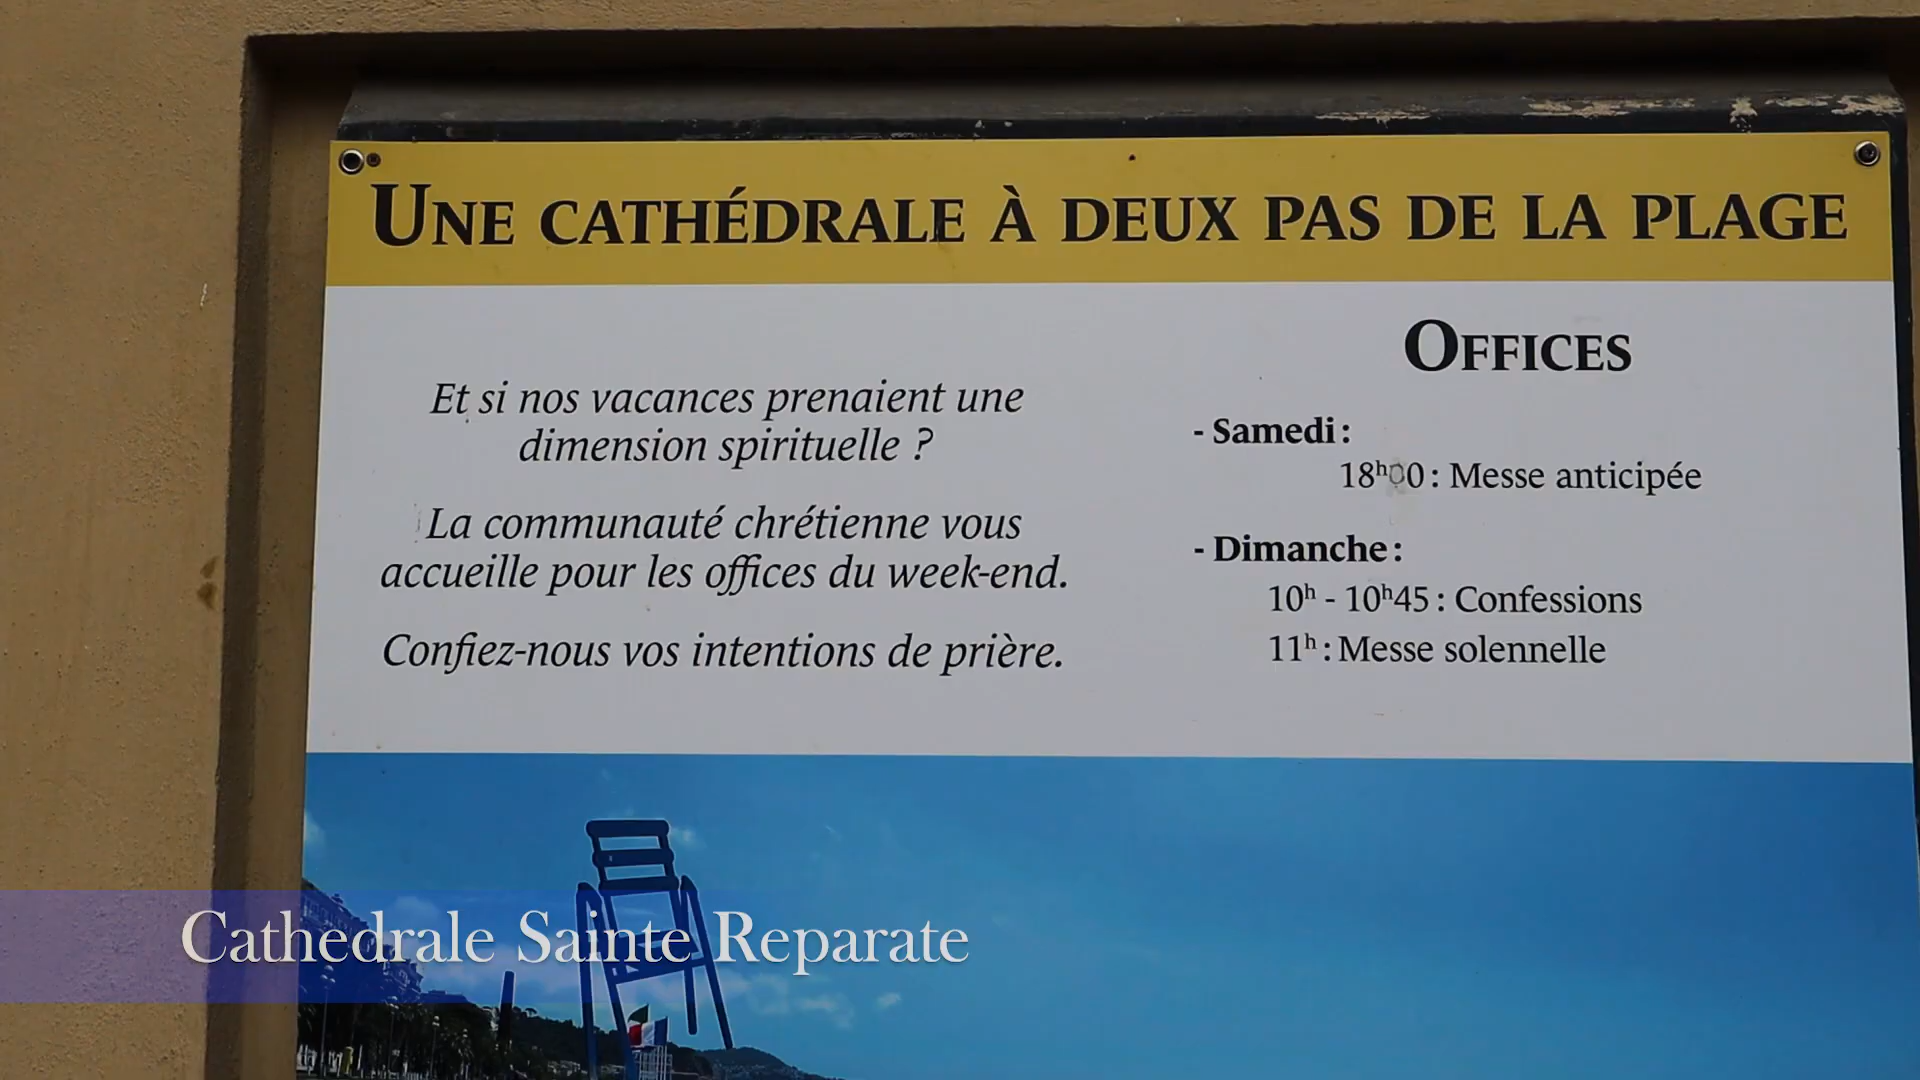 UNE CATHÉDRALE À DEUX PAS DE LA PLAGE
Et si nos vacances prenaient une
dimension spirituelle ?
La communauté chrétienne vous
accueille pour les offices du week-end.
Confiez-nous vos intentions de prière.
OFFICES
- Samedi :
18h00 : Messe anticipée
- Dimanche :
10h - 10h45 : Confessions
11h : Messe solennelle
Cathedrale Sainte Reparate